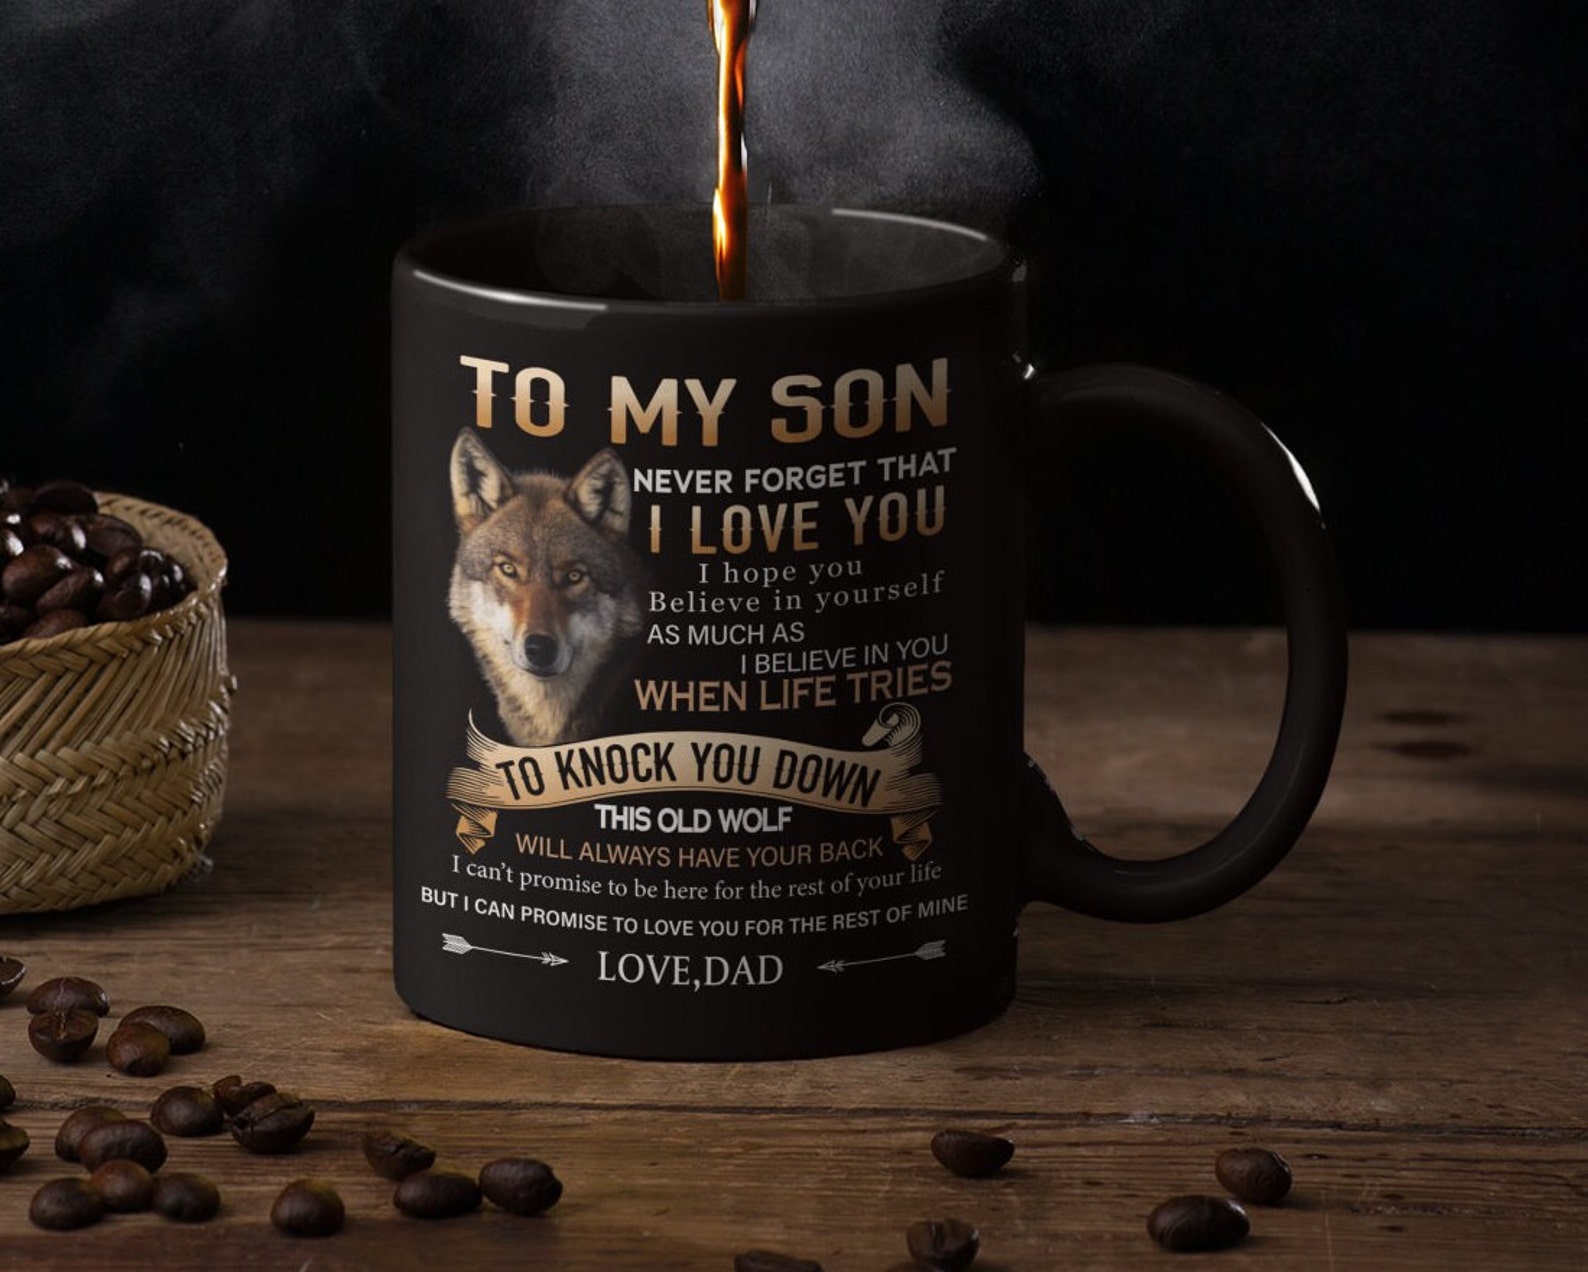 TO MY SON
NEVER FORGET THAT
I LOVE YOU
I hope you
Believe in yourself
AS MUCH AS
I BELIEVE IN YOU
WHEN LIFE TRIES
TO KNOCK YOU DOWN
THIS OLD WOLF
WILL ALWAYS HAVE YOUR BACK
I can't promise to be here for the rest of your life
BUT I CAN PROMISE TO LOVE YOU FOR THE REST OF MINE
LOVE,DAD